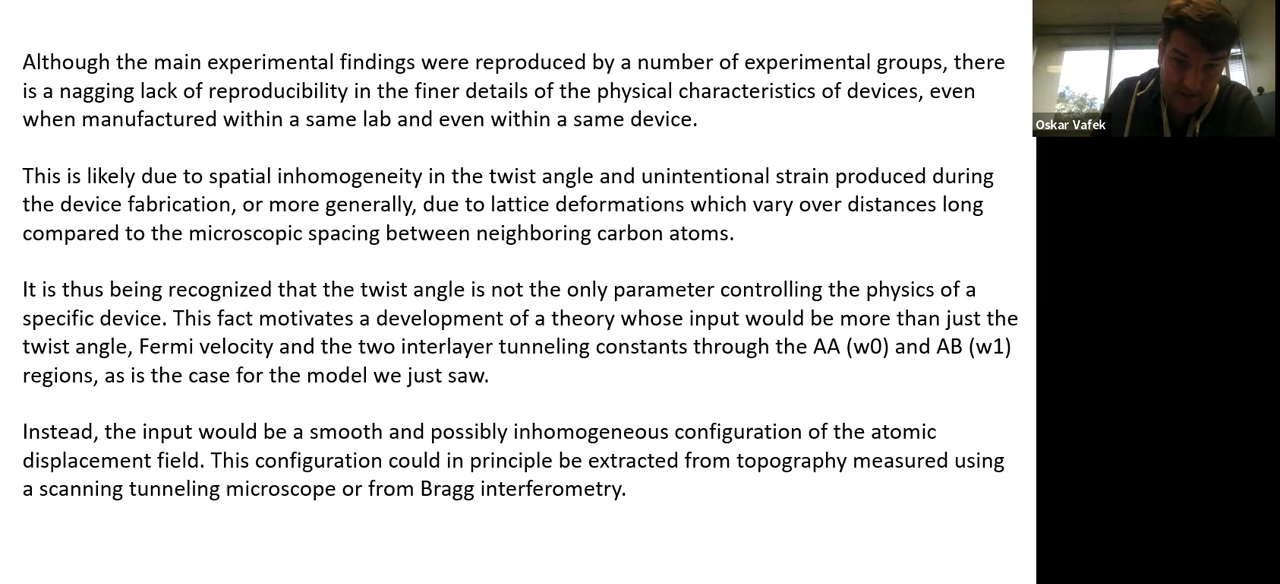 Although the main experimental findings were reproduced by a number of experimental groups, there
is a nagging lack of reproducibility in the finer details of the physical characteristics of devices, even
when manufactured within a same lab and even within a same device.
This is likely due to spatial inhomogeneity in the twist angle and unintentional strain produced during
the device fabrication, or more generally, due to lattice deformations which vary over distances long
compared to the microscopic spacing between neighboring carbon atoms.
It is thus being recognized that the twist angle is not the only parameter controlling the physics of a
specific device. This fact motivates a development of a theory whose input would be more than just the
twist angle, Fermi velocity and the two interlayer tunneling constants through the AA (w0) and AB (w1)
regions, as is the case for the model we just saw.
Instead, the input would be a smooth and possibly inhomogeneous configuration of the atomic
displacement field. This configuration could in principle be extracted from topography measured using
a scanning tunneling microscope or from Bragg interferometry.
Oskar Vafek